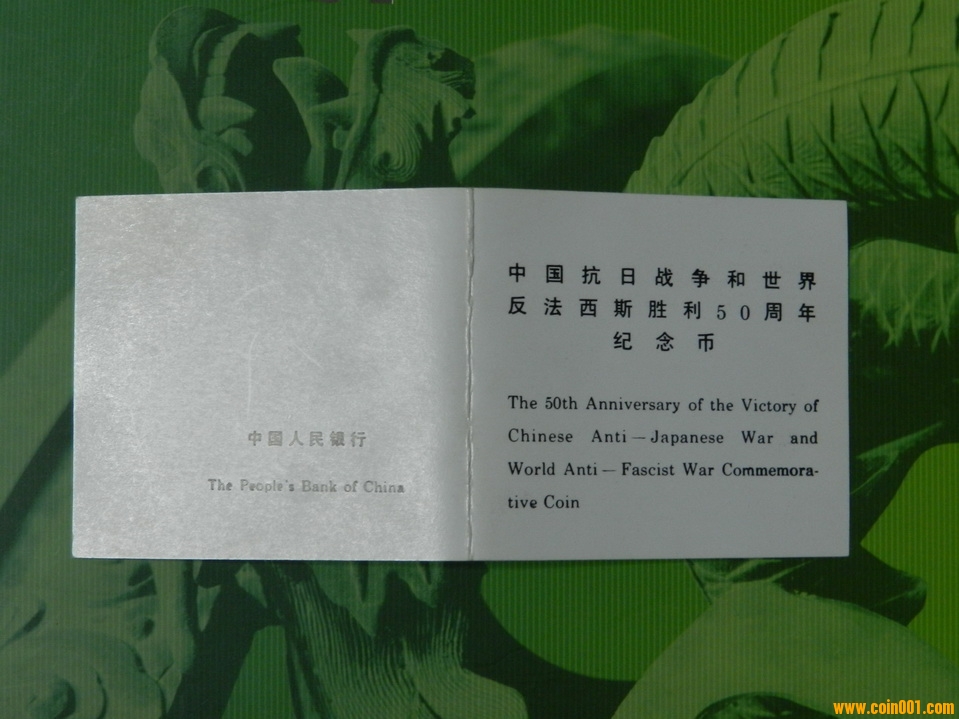 中国人民银行
The People's Bank of China
中国抗日战争和世界
反法西斯胜利50周年
纪念币
The 50th Anniversary of the Victory of
Chinese Anti — Japanese War and
World Anti — Fascist War Commemora-
tive Coin
www.coin001.com